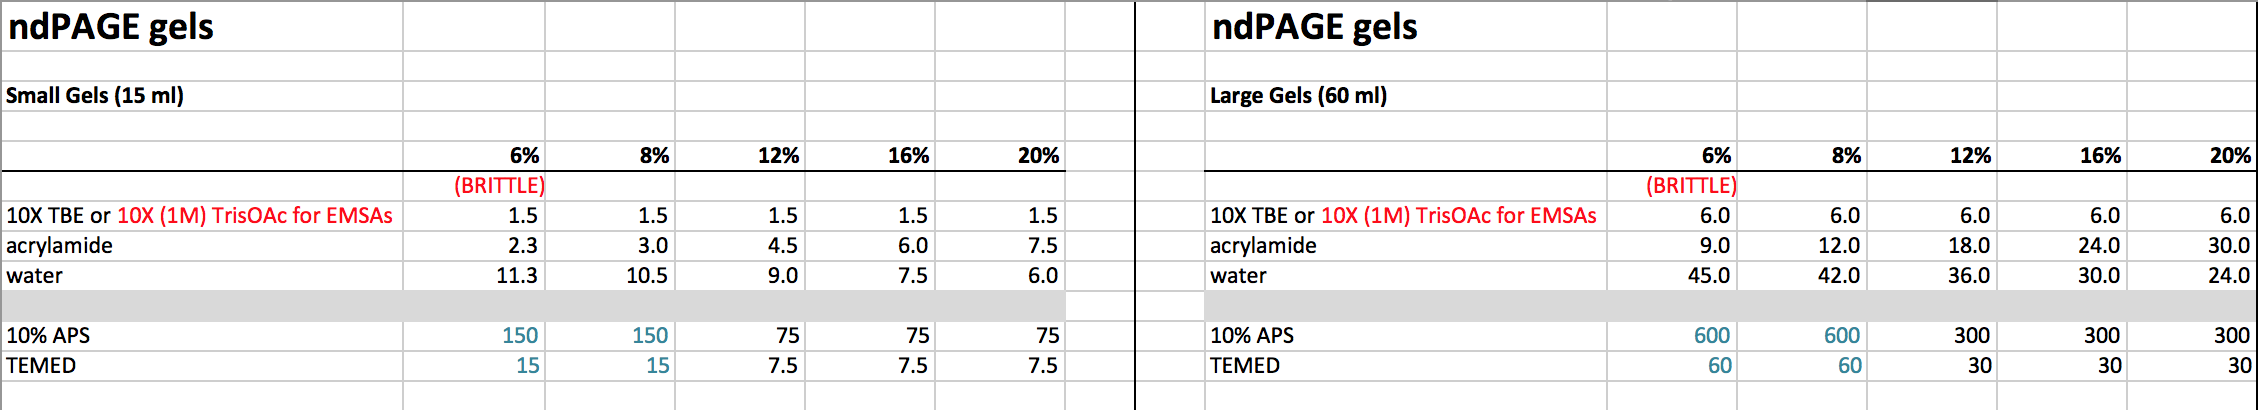 ndPAGE gels
Small Gels (15 ml)
6% 8% 12% 16% 20%
(BRITTLE)
10X TBE or 10X (1M) TrisOAc for EMSAs 1.5 1.5 1.5 1.5 1.5
acrylamide 2.3 3.0 4.5 6.0 7.5
water 11.3 10.5 9.0 7.5 6.0
10% APS 150 150 75 75 75
TEMED 15 15 7.5 7.5 7.5
ndPAGE gels
Large Gels (60 ml)
6% 8% 12% 16% 20%
(BRITTLE)
10X TBE or 10X (1M) TrisOAc for EMSAs 6.0 6.0 6.0 6.0 6.0
acrylamide 9.0 12.0 18.0 24.0 30.0
water 45.0 42.0 36.0 30.0 24.0
10% APS 600 600 300 300 300
TEMED 60 60 30 30 30